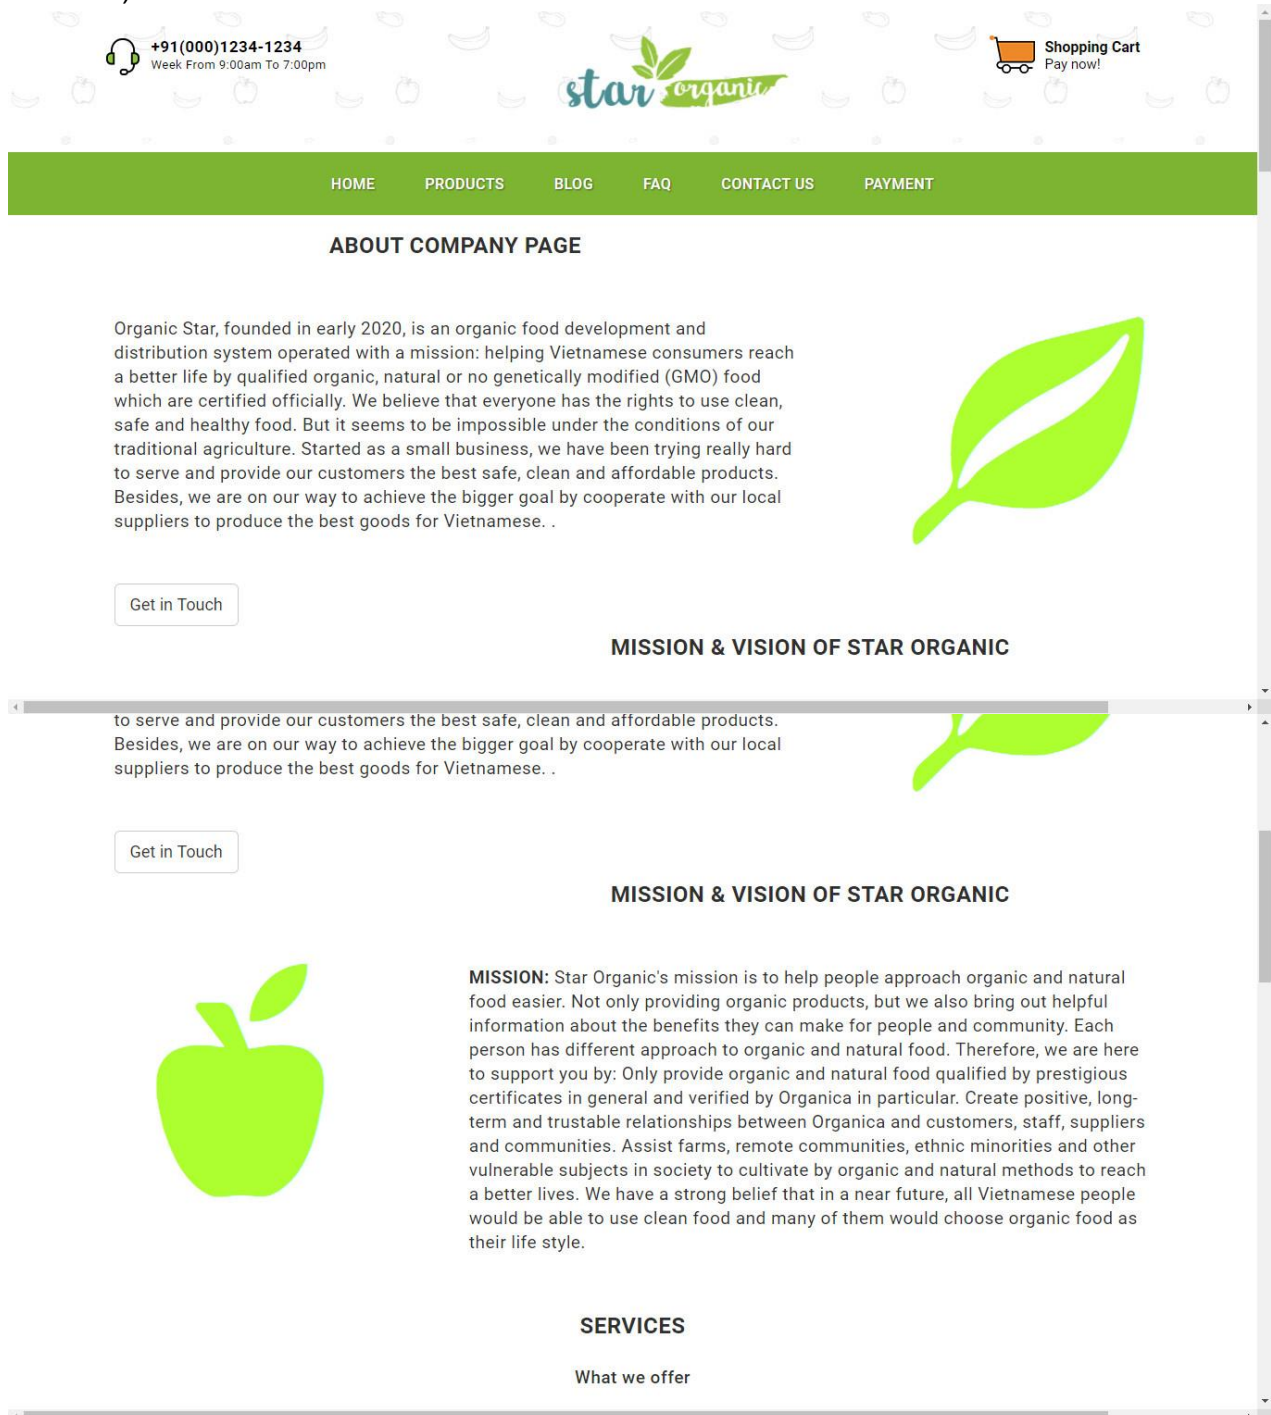 +91(000)1234-1234
Week From 9:00am To 7:00pm
star organic
Shopping Cart
Pay now!
HOME PRODUCTS BLOG FAQ CONTACT US PAYMENT
ABOUT COMPANY PAGE
Organic Star, founded in early 2020, is an organic food development and
distribution system operated with a mission: helping Vietnamese consumers reach
a better life by qualified organic, natural or no genetically modified (GMO) food
which are certified officially. We believe that everyone has the rights to use clean,
safe and healthy food. But it seems to be impossible under the conditions of our
traditional agriculture. Started as a small business, we have been trying really hard
to serve and provide our customers the best safe, clean and affordable products.
Besides, we are on our way to achieve the bigger goal by cooperate with our local
suppliers to produce the best goods for Vietnamese. .
Get in Touch
MISSION & VISION OF STAR ORGANIC
to serve and provide our customers the best safe, clean and affordable products.
Besides, we are on our way to achieve the bigger goal by cooperate with our local
suppliers to produce the best goods for Vietnamese. .
Get in Touch
MISSION & VISION OF STAR ORGANIC
MISSION: Star Organic's mission is to help people approach organic and natural
food easier. Not only providing organic products, but we also bring out helpful
information about the benefits they can make for people and community. Each
person has different approach to organic and natural food. Therefore, we are here
to support you by: Only provide organic and natural food qualified by prestigious
certificates in general and verified by Organica in particular. Create positive, long-
term and trustable relationships between Organica and customers, staff, suppliers
and communities. Assist farms, remote communities, ethnic minorities and other
vulnerable subjects in society to cultivate by organic and natural methods to reach
a better lives. We have a strong belief that in a near future, all Vietnamese people
would be able to use clean food and many of them would choose organic food as
their life style.
SERVICES
What we offer